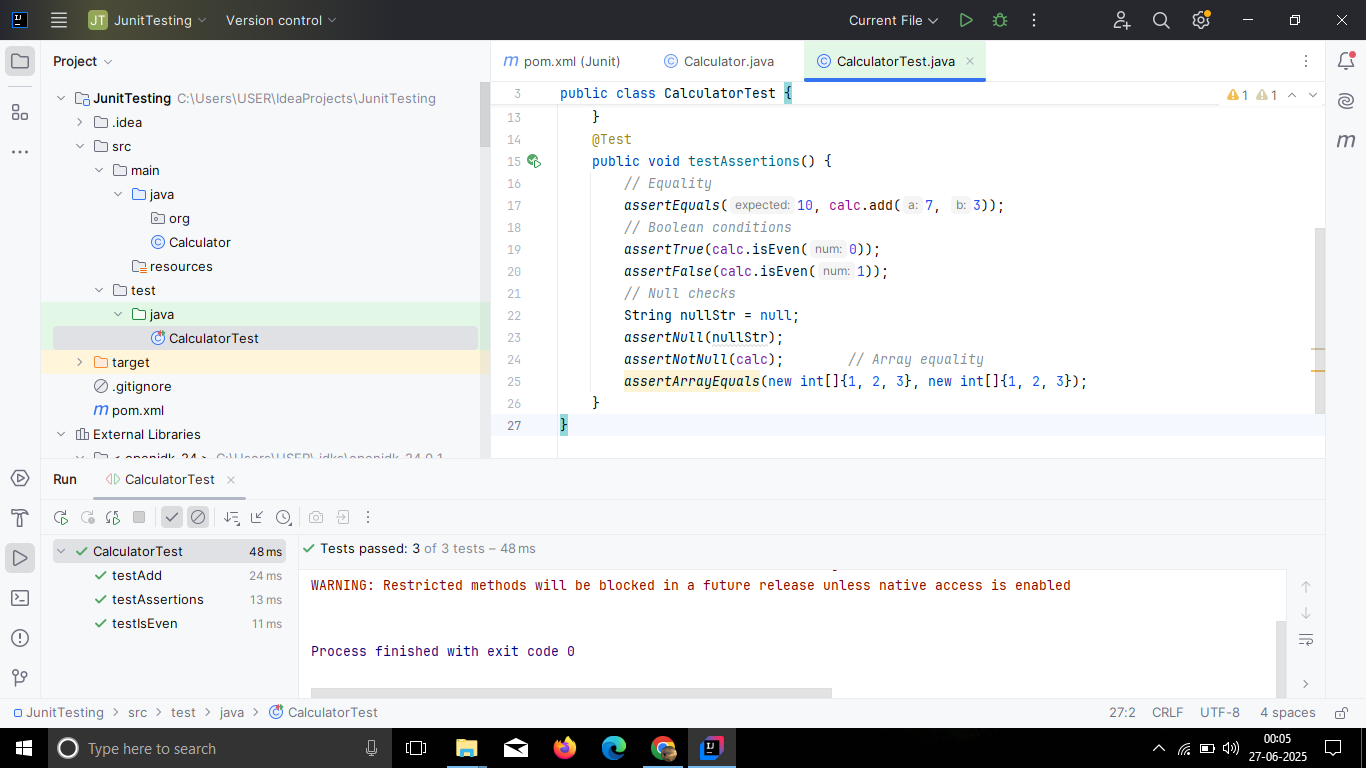 JT JunitTesting Version control Current File
Project
pom.xml (Junit) Calculator.java CalculatorTest.java
JunitTesting C:\Users\USER\IdeaProjects\JunitTesting
.idea
src
main
java
org
Calculator
resources
test
java
CalculatorTest
target
.gitignore
pom.xml
External Libraries
< openjdk-24 > C:\Users\USER\.jdks\openjdk-24.0.1
3 public class CalculatorTest {
1 1
13 }
14 @Test
15 public void testAssertions() {
16 // Equality
17 assertEquals( expected: 10, calc.add( a: 7, b: 3));
18 // Boolean conditions
19 assertTrue(calc.isEven( num: 0));
20 assertFalse(calc.isEven( num: 1));
21 // Null checks
22 String nullStr = null;
23 assertNull(nullStr);
24 assertNotNull(calc); // Array equality
25 assertArrayEquals(new int[]{1, 2, 3}, new int[]{1, 2, 3});
26 }
27 }
Run CalculatorTest
CalculatorTest 48 ms
testAdd 24 ms
testAssertions 13 ms
testIsEven 11 ms
Tests passed: 3 of 3 tests – 48 ms
WARNING: Restricted methods will be blocked in a future release unless native access is enabled
Process finished with exit code 0
JunitTesting > src > test > java > CalculatorTest
27:2 CRLF UTF-8 4 spaces
Type here to search
00:05
27-06-2025